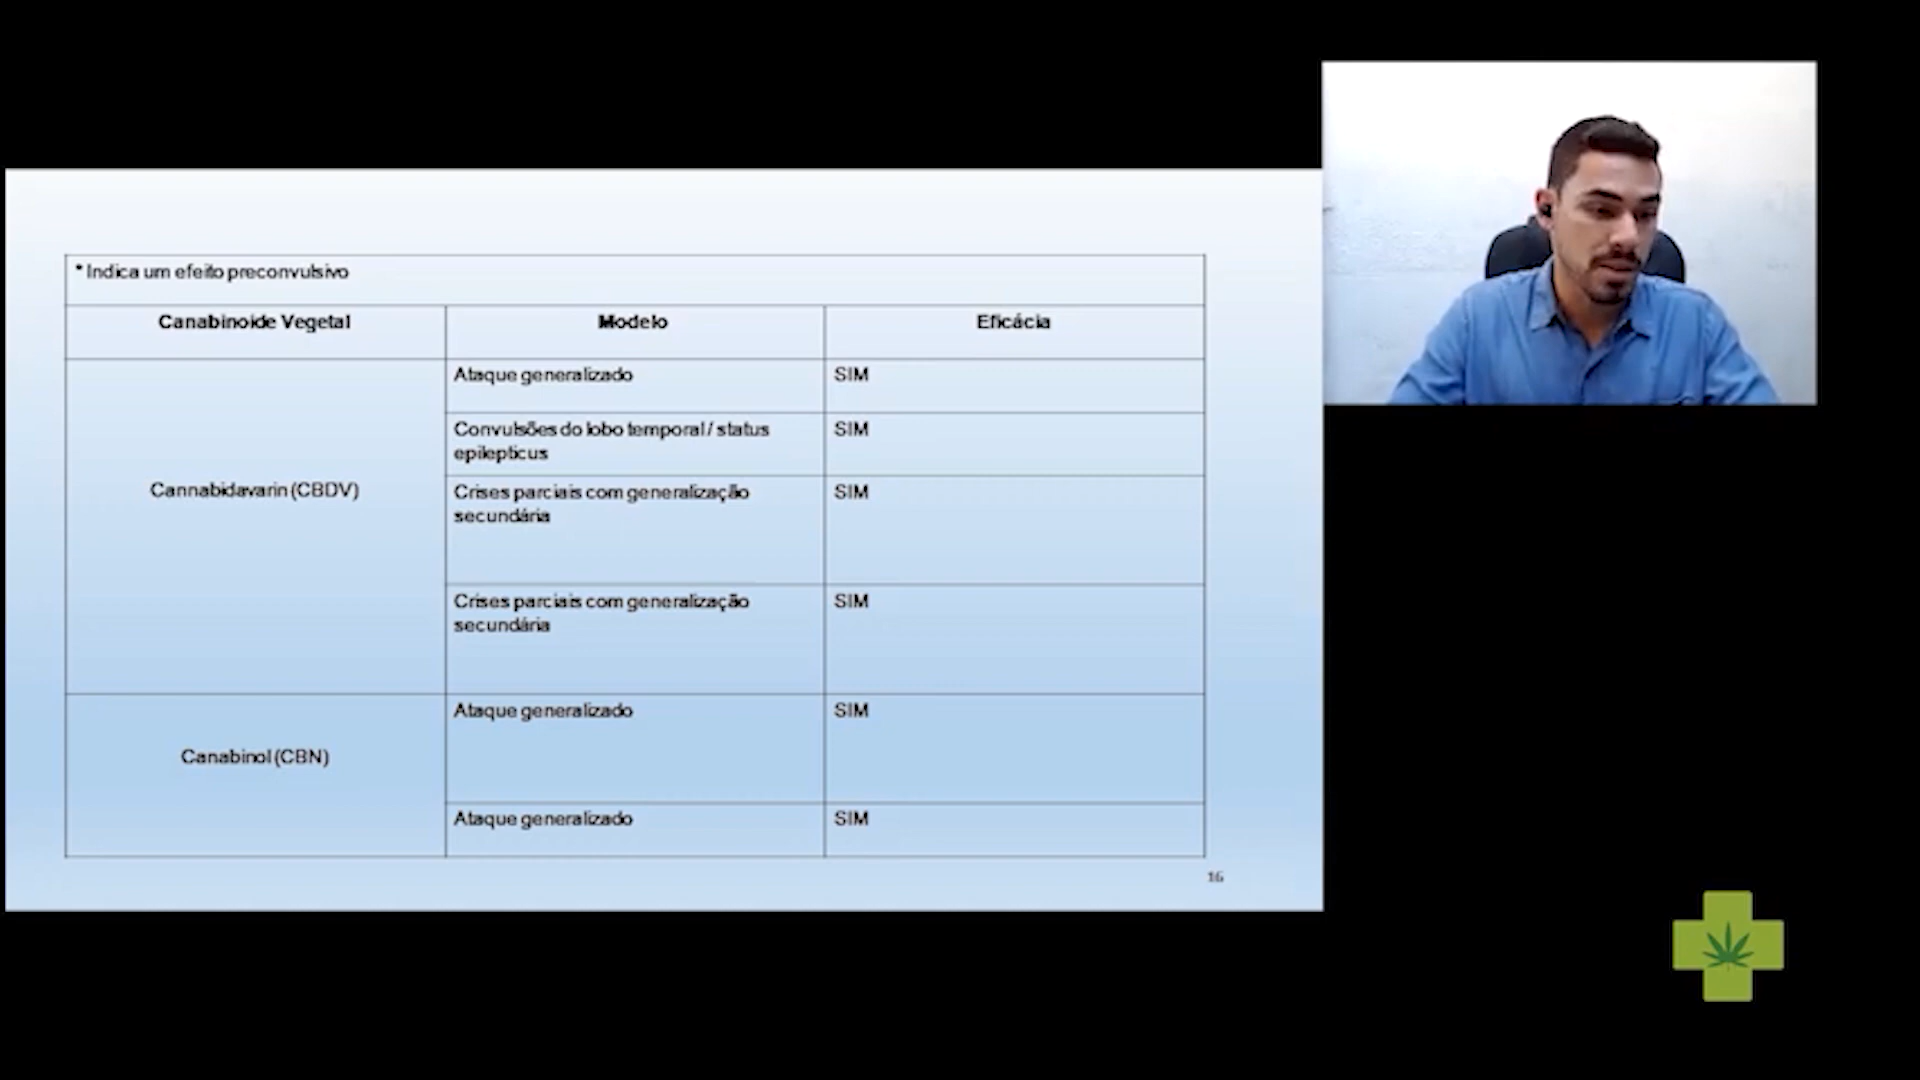 * Indica um efeito preconvulsivo
Canabinoide Vegetal Modelo Eficácia
Cannabidavarin (CBDV)
Ataque generalizado SIM
Convulsões do lobo temporal / status SIM
epilepticus
Crises parciais com generalização SIM
secundária
Crises parciais com generalização SIM
secundária
Canabinol (CBN)
Ataque generalizado SIM
Ataque generalizado SIM
16